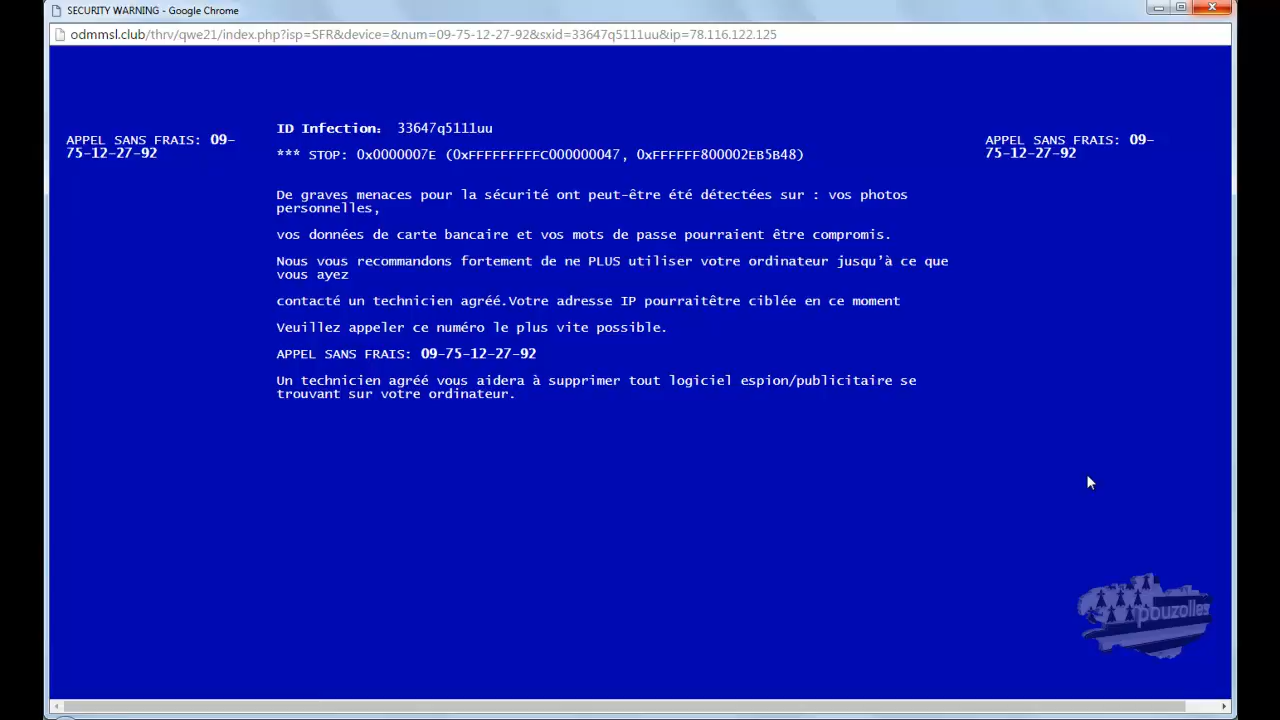 SECURITY WARNING - Google Chrome
odmmsl.club/thrv/qwe21/index.php?isp=SFR&device=&num=09-75-12-27-92&sxid=33647q5111uu&ip=78.116.122.125
APPEL SANS FRAIS: 09-
75-12-27-92
ID Infection: 33647q5111uu
*** STOP: 0x0000007E (0xFFFFFFFFFC000000047, 0xFFFFFF800002EB5B48)
De graves menaces pour la sécurité ont peut-être été détectées sur : vos photos
personnelles,
vos données de carte bancaire et vos mots de passe pourraient être compromis.
Nous vous recommandons fortement de ne PLUS utiliser votre ordinateur jusqu'à ce que
vous ayez
contacté un technicien agréé.Votre adresse IP pourraitêtre ciblée en ce moment
Veuillez appeler ce numéro le plus vite possible.
APPEL SANS FRAIS: 09-75-12-27-92
Un technicien agréé vous aidera à supprimer tout logiciel espion/publicitaire se
trouvant sur votre ordinateur.
APPEL SANS FRAIS: 09-
75-12-27-92
pouzolles